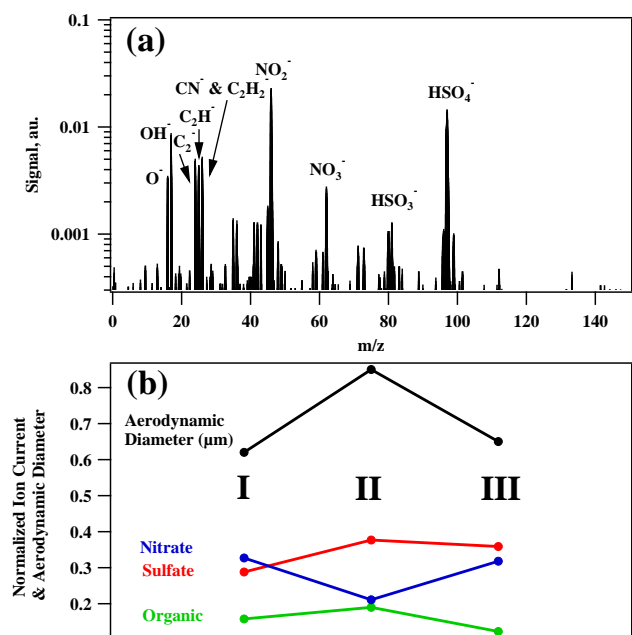 (a)
0.1
0.01
0.001
Signal, au.
NO2-
CN- & C2H2-
HSO4-
C2H-
OH-
C2-
O-
NO3-
HSO3-
0 20 40 60 80 100 120 140
m/z
(b)
0.8
0.7
0.6
0.5
0.4
0.3
0.2
Normalized Ion Current
& Aerodynamic Diameter
Aerodynamic
Diameter (µm)
I II III
Nitrate
Sulfate
Organic